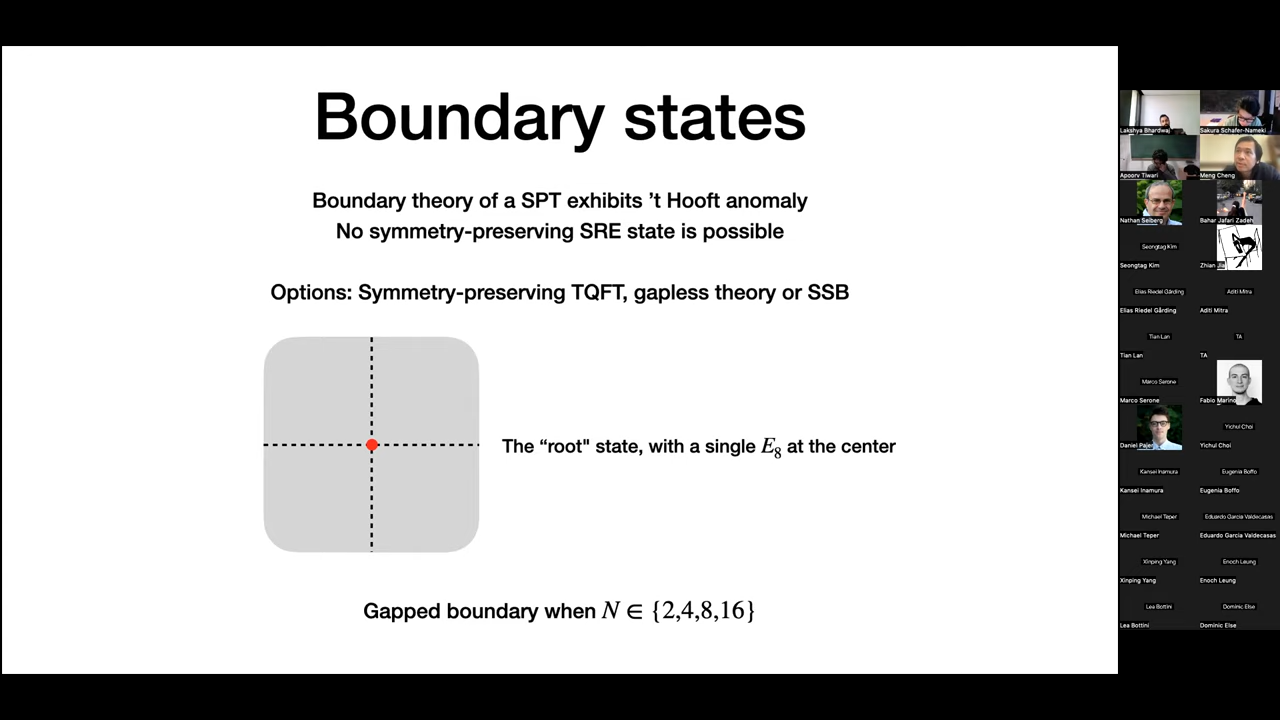 Boundary states
Boundary theory of a SPT exhibits ’t Hooft anomaly
No symmetry-preserving SRE state is possible
Options: Symmetry-preserving TQFT, gapless theory or SSB
The “root" state, with a single E₈ at the center
Gapped boundary when N ∈ {2,4,8,16}
Lakshya Bhardwaj
Sakura Schafer-Nameki
Apoorv Tiwari
Meng Cheng
Nathan Seiberg
Bahar Jafari Zadeh
Seongtag Kim
Seongtag Kim
Zhian Jia
Elias Riedel Gårding
Aditi Mitra
Elias Riedel Gårding
Aditi Mitra
Tian Lan
TA
Tian Lan
TA
Marco Serone
Marco Serone
Fabio Marino
Yichul Choi
Daniel Pajer
Yichul Choi
Kansei Inamura
Eugenia Boffo
Kansei Inamura
Eugenia Boffo
Michael Teper
Eduardo Garcia Valdecasas
Michael Teper
Eduardo Garcia Valdecasas
Xinping Yang
Enoch Leung
Xinping Yang
Enoch Leung
Lea Bottini
Dominic Else
Lea Bottini
Dominic Else